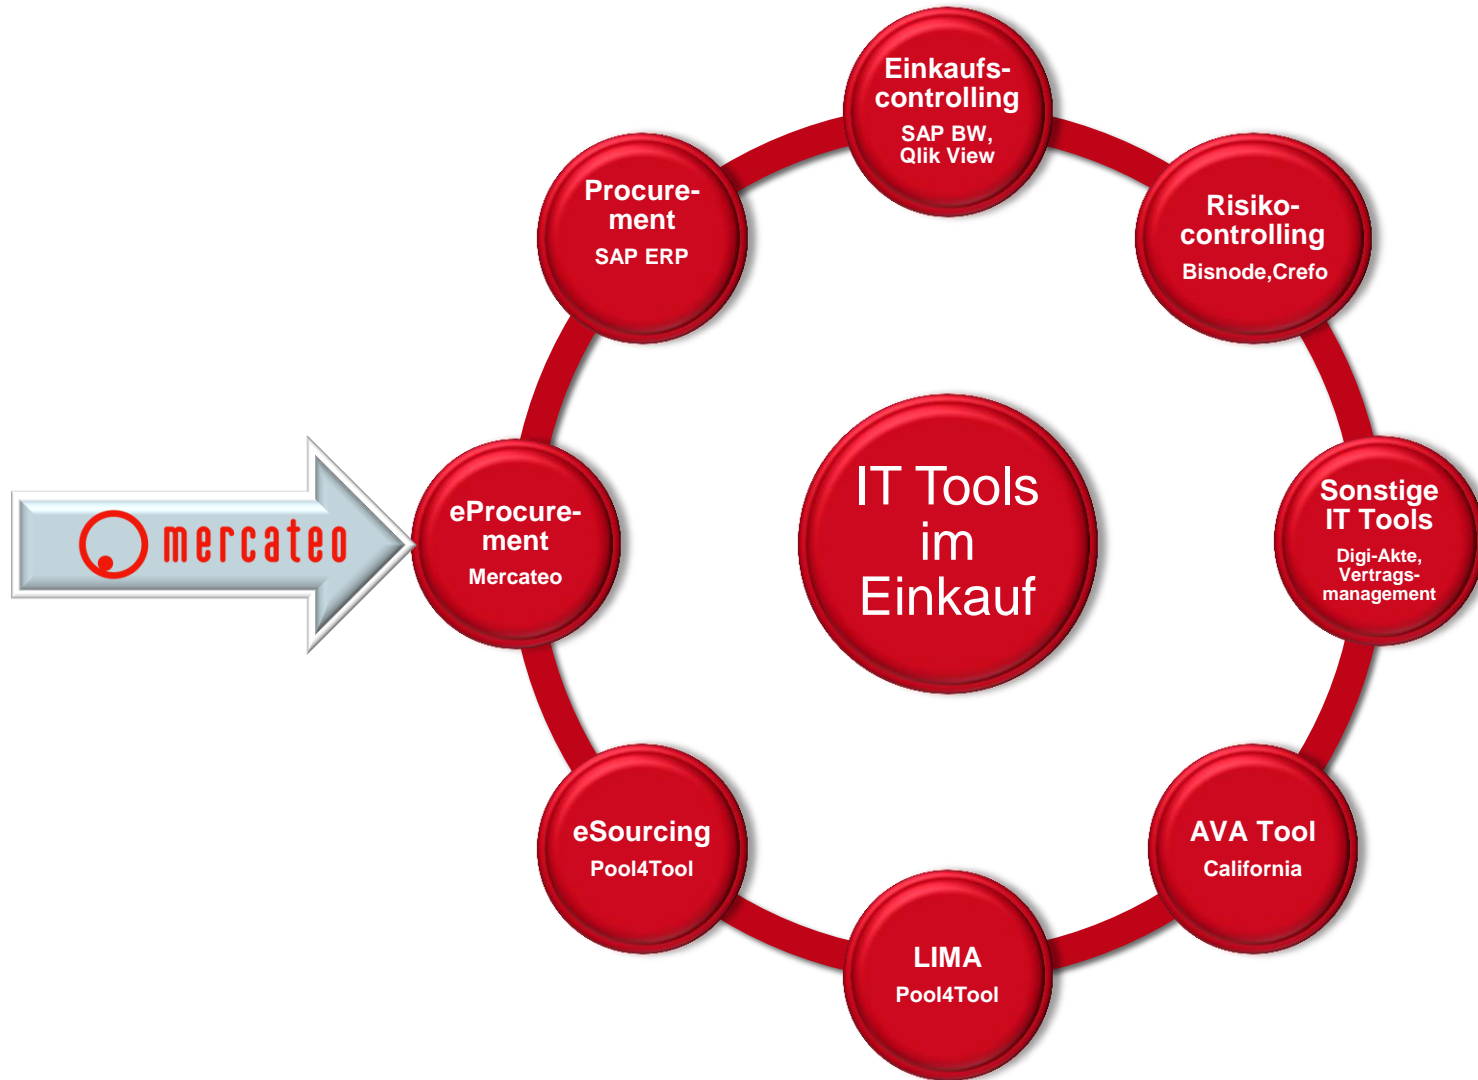 Einkaufs-
controlling
SAP BW,
Qlik View
Procure-
ment
SAP ERP
Risiko-
controlling
Bisnode,Crefo
mercateo
eProcure-
ment
Mercateo
IT Tools
im
Einkauf
Sonstige
IT Tools
Digi-Akte,
Vertrags-
management
eSourcing
Pool4Tool
AVA Tool
California
LIMA
Pool4Tool